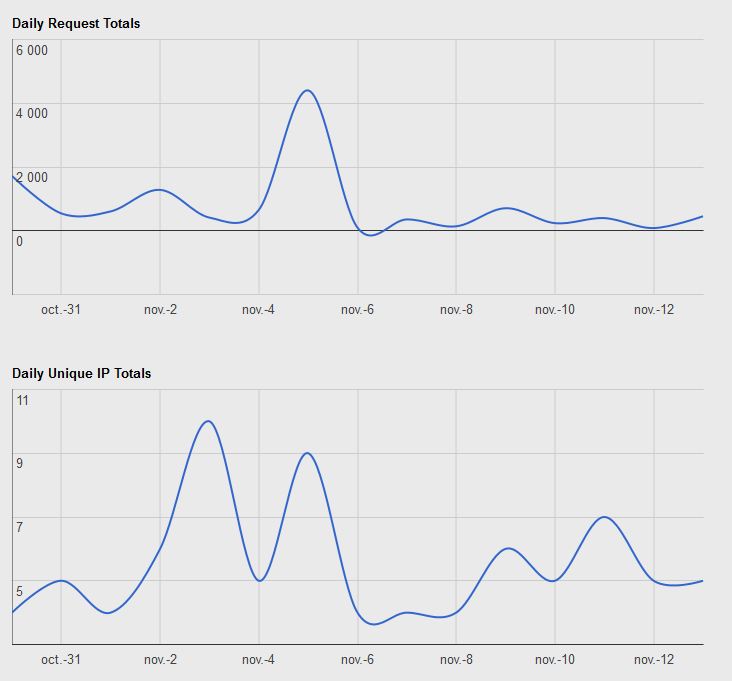 Daily Request Totals
6 000
4 000
2 000
0
oct.-31 nov.-2 nov.-4 nov.-6 nov.-8 nov.-10 nov.-12
Daily Unique IP Totals
11
9
7
5
oct.-31 nov.-2 nov.-4 nov.-6 nov.-8 nov.-10 nov.-12